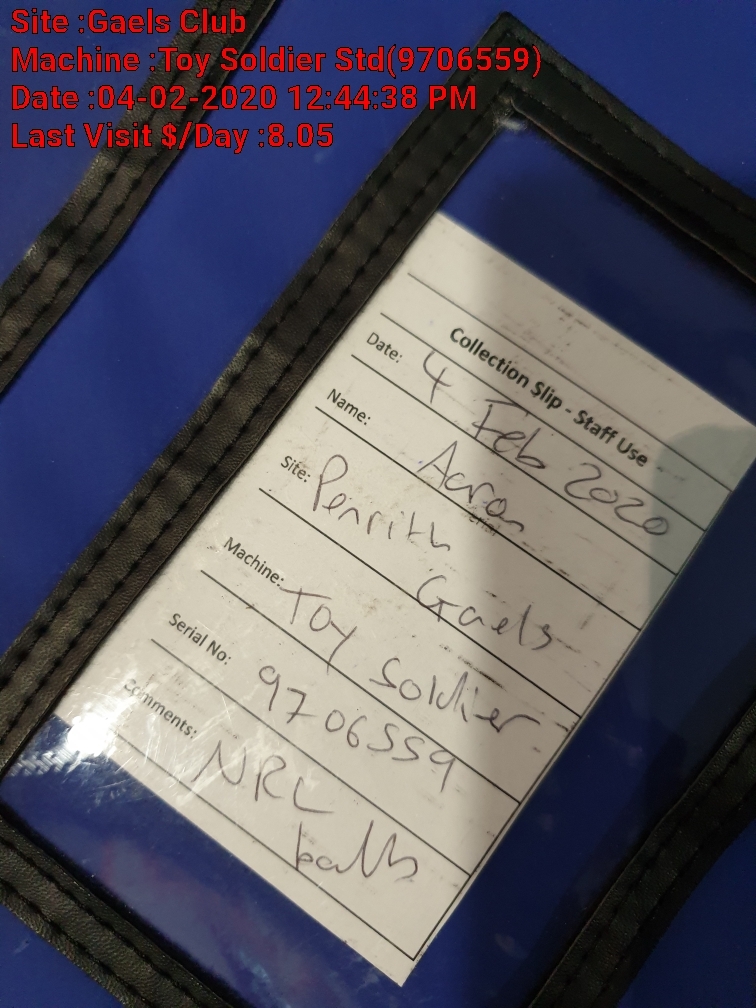 Site :Gaels Club
Machine :Toy Soldier Std(9706559)
Date :04-02-2020 12:44:38 PM
Last Visit $/Day :8.05
Collection Slip - Staff Use
Date: 4 Feb 2020
Name: Aaron
Site: Penrith Gaels
Machine: Toy Soldier
Serial No: 9706559
Comments: NRL
balls